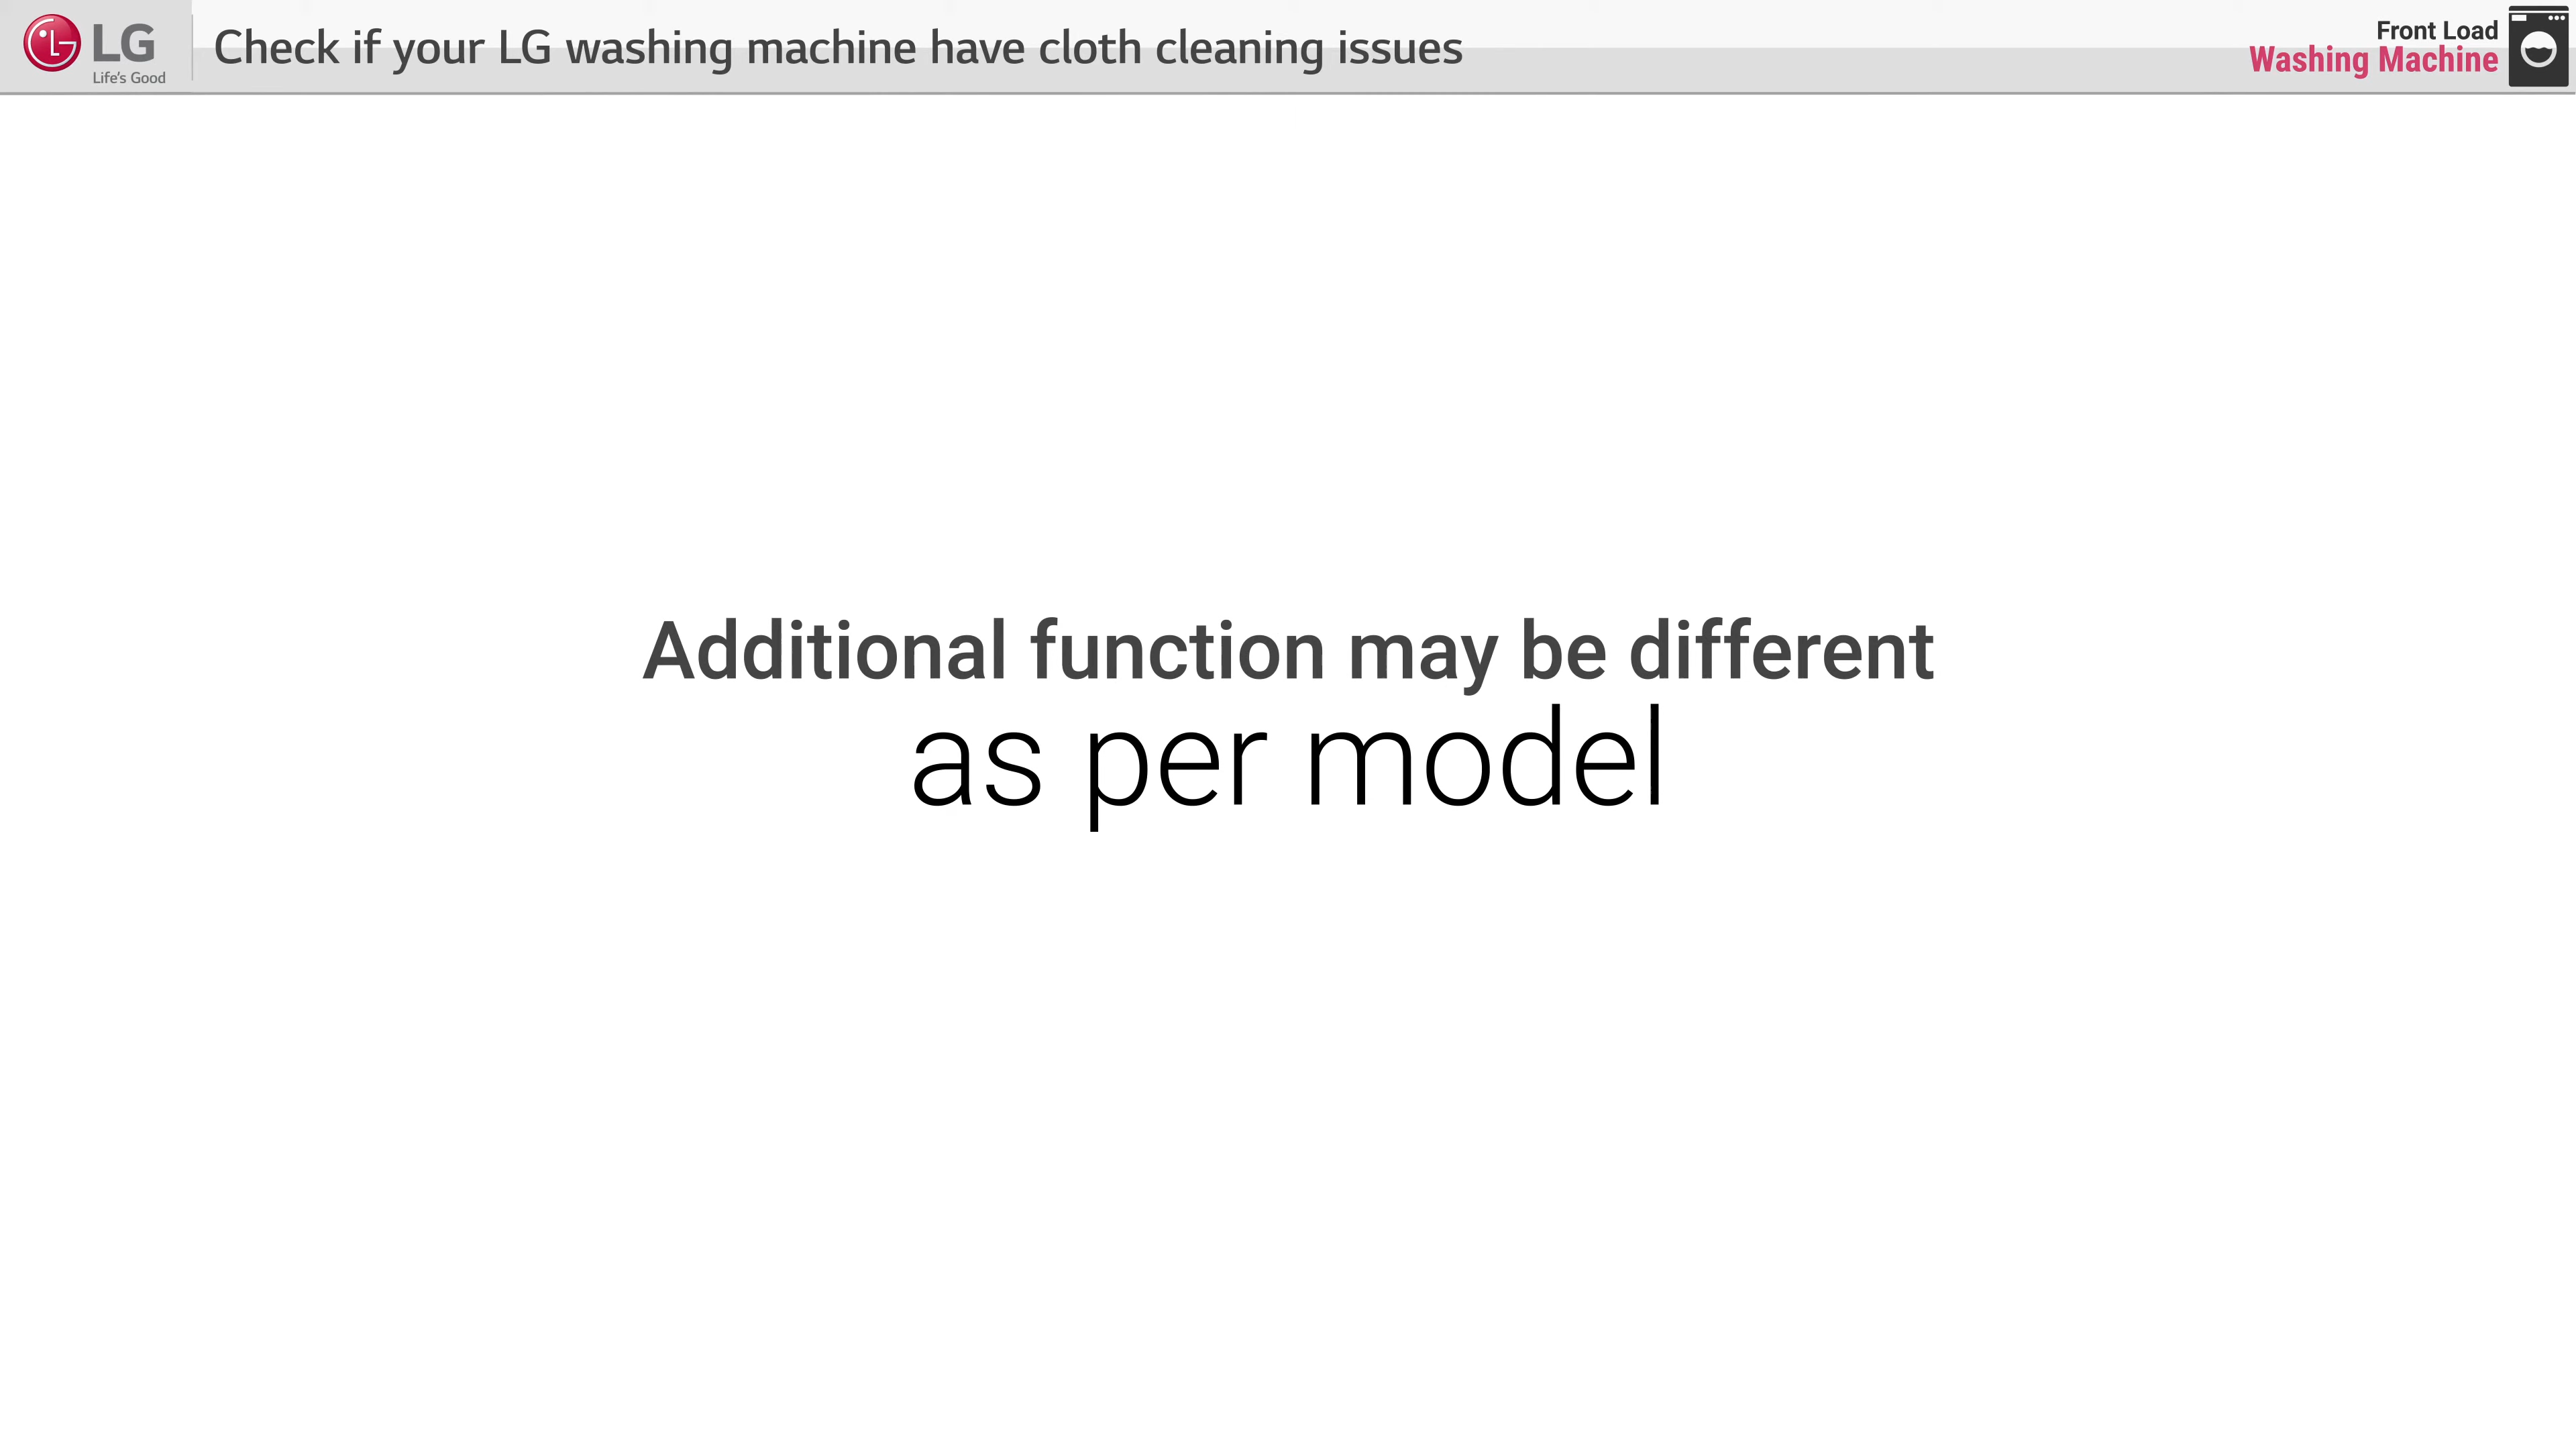 LG
Life's Good
Check if your LG washing machine have cloth cleaning issues
Front Load
Washing Machine
Additional function may be different
as per model